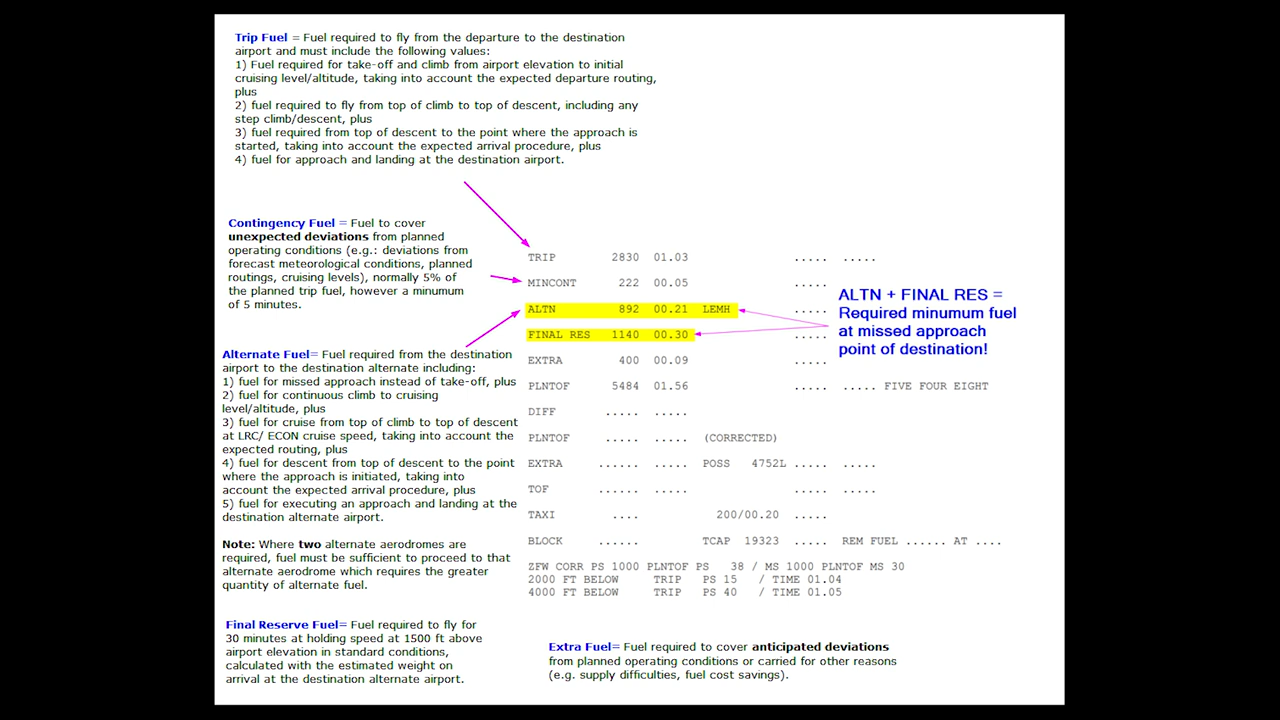 Trip Fuel = Fuel required to fly from the departure to the destination
airport and must include the following values:
1) Fuel required for take-off and climb from airport elevation to initial
cruising level/altitude, taking into account the expected departure routing,
plus
2) fuel required to fly from top of climb to top of descent, including any
step climb/descent, plus
3) fuel required from top of descent to the point where the approach is
started, taking into account the expected arrival procedure, plus
4) fuel for approach and landing at the destination airport.
Contingency Fuel = Fuel to cover
unexpected deviations from planned
operating conditions (e.g.: deviations from
forecast meteorological conditions, planned
routings, cruising levels), normally 5% of
the planned trip fuel, however a minimum
of 5 minutes.
Alternate Fuel= Fuel required from the destination
airport to the destination alternate including:
1) fuel for missed approach instead of take-off, plus
2) fuel for continuous climb to cruising
level/altitude, plus
3) fuel for cruise from top of climb to top of descent
at LRC/ ECON cruise speed, taking into account the
expected routing, plus
4) fuel for descent from top of descent to the point
where the approach is initiated, taking into
account the expected arrival procedure, plus
5) fuel for executing an approach and landing at the
destination alternate airport.
Note: Where two alternate aerodromes are
required, fuel must be sufficient to proceed to that
alternate aerodrome which requires the greater
quantity of alternate fuel.
Final Reserve Fuel= Fuel required to fly for
30 minutes at holding speed at 1500 ft above
airport elevation in standard conditions,
calculated with the estimated weight on
arrival at the destination alternate airport.
TRIP 2830 01.03 ..... .....
MINCONT 222 00.05 .....
ALTN 892 00.21 LEMH .....
FINAL RES 1140 00.30 .....
EXTRA 400 00.09 .....
PLNTOF 5484 01.56 ..... ..... FIVE FOUR EIGHT
DIFF ..... .....
PLNTOF ..... ..... (CORRECTED)
EXTRA ...... ..... POSS 4752L ..... .....
TOF ...... ..... ..... .....
TAXI .... 200/00.20 .....
BLOCK ...... TCAP 19323 ..... REM FUEL ...... AT ....
ZFW CORR PS 1000 PLNTOF PS 38 / MS 1000 PLNTOF MS 30
2000 FT BELOW TRIP PS 15 / TIME 01.04
4000 FT BELOW TRIP PS 40 / TIME 01.05
ALTN + FINAL RES =
Required minumum fuel
at missed approach
point of destination!
Extra Fuel= Fuel required to cover anticipated deviations
from planned operating conditions or carried for other reasons
(e.g. supply difficulties, fuel cost savings).